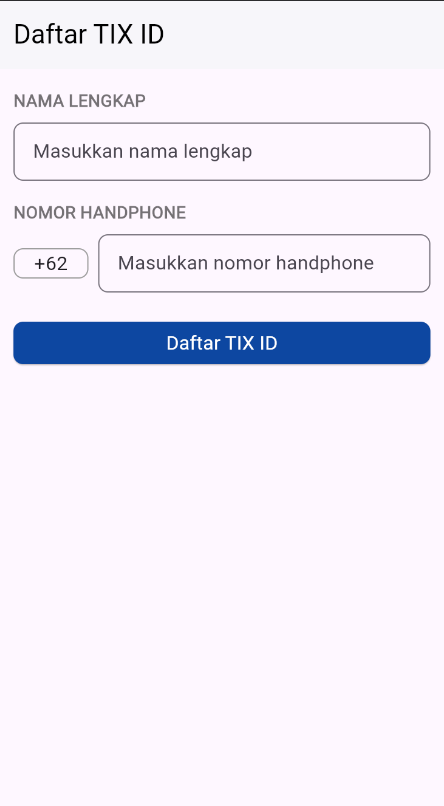 Daftar TIX ID
NAMA LENGKAP
Masukkan nama lengkap
NOMOR HANDPHONE
+62 Masukkan nomor handphone
Daftar TIX ID